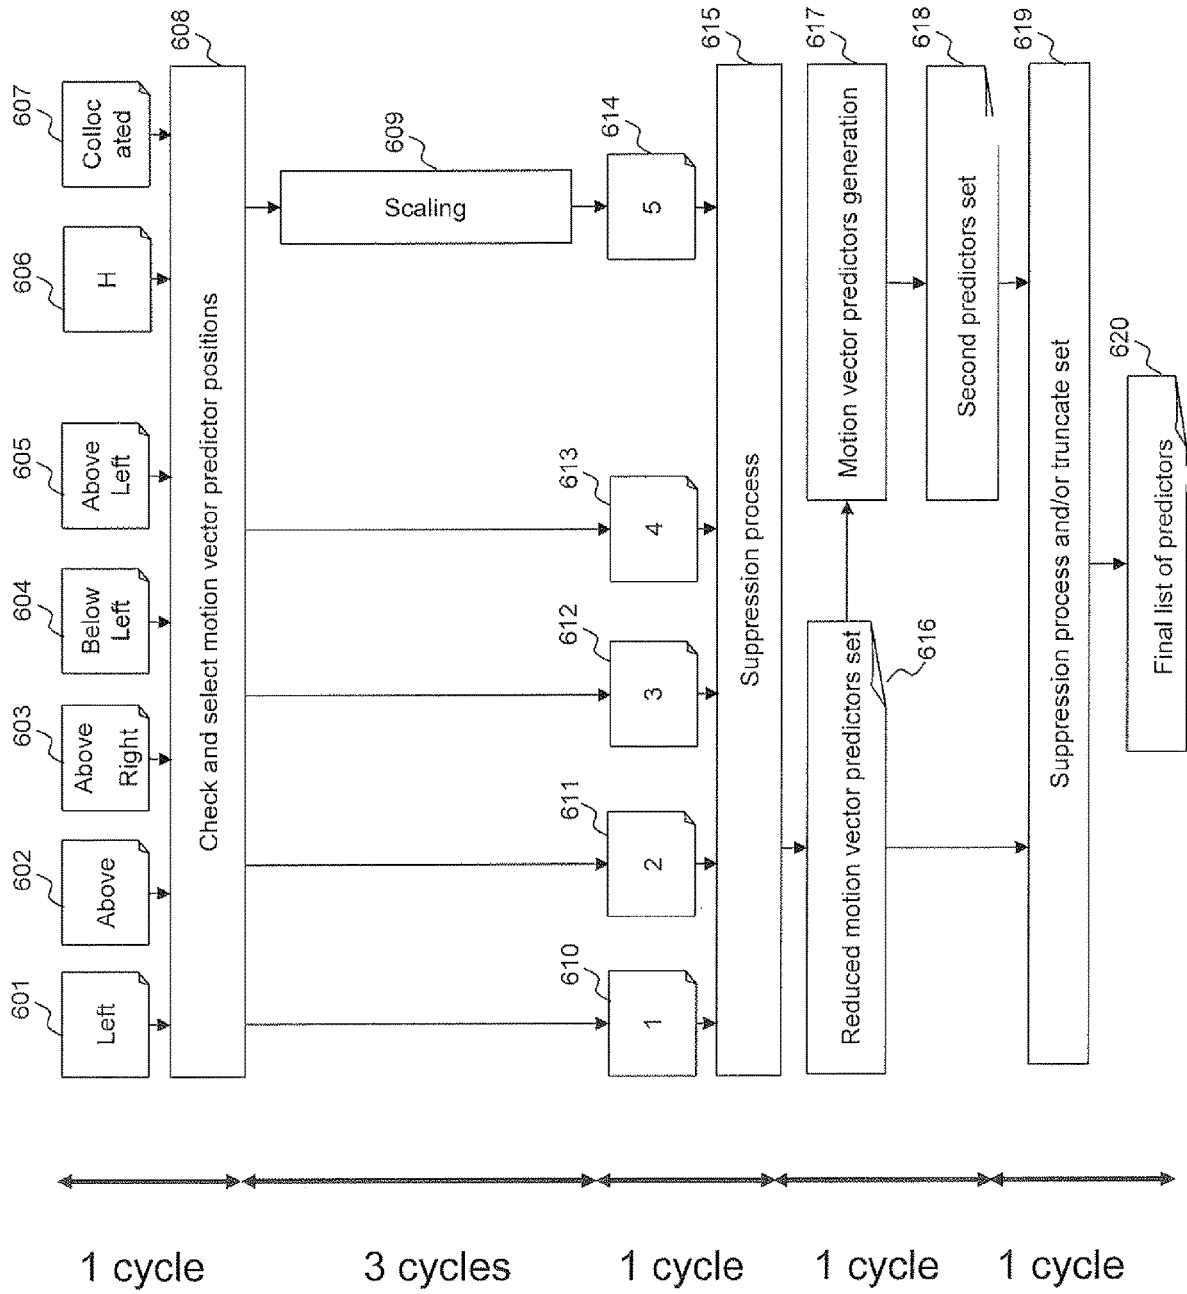 601
602
603
604
605
606
607
Left
Above
Above
Right
Below
Left
Above
Left
H
Colloc
ated
608
Check and select motion vector predictor positions
609
Scaling
610
611
612
613
614
1
2
3
4
5
615
Suppression process
Reduced motion vector predictors set
616
617
Motion vector predictors generation
618
Second predictors set
619
Suppression process and/or truncate set
620
Final list of predictors
1 cycle
3 cycles
1 cycle
1 cycle
1 cycle